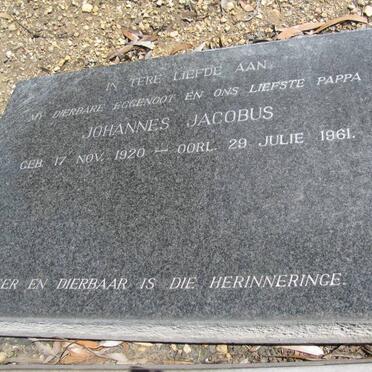 IN TERE LIEFDE AAN
MY DIERBARE EGGENOOT EN ONS LIEFSTE PAPPA
JOHANNES JACOBUS
GEB. 17 NOV. 1920 — OORL. 29 JULIE 1961.
EN DIERBAAR IS DIE HERINNERINGE.